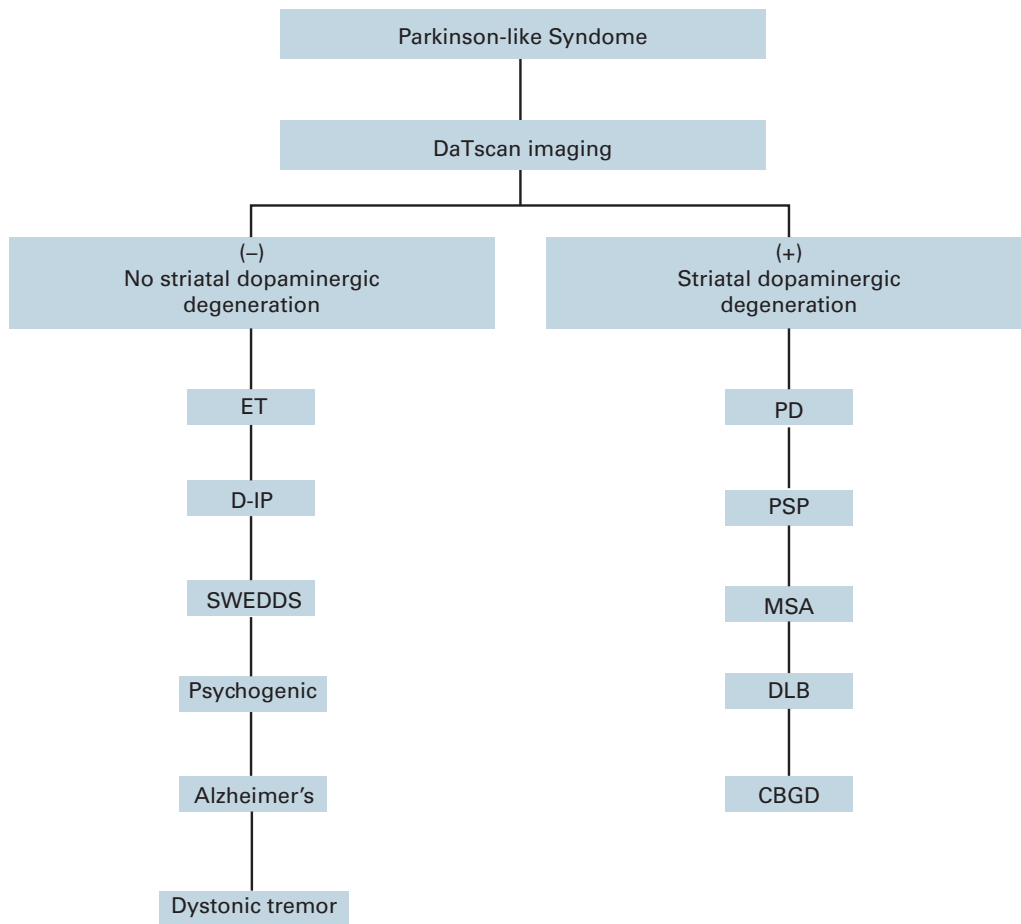 Parkinson-like Syndome
DaTscan imaging
(–)
No striatal dopaminergic
degeneration
(+)
Striatal dopaminergic
degeneration
ET
D-IP
SWEDDS
Psychogenic
Alzheimer's
Dystonic tremor
PD
PSP
MSA
DLB
CBGD